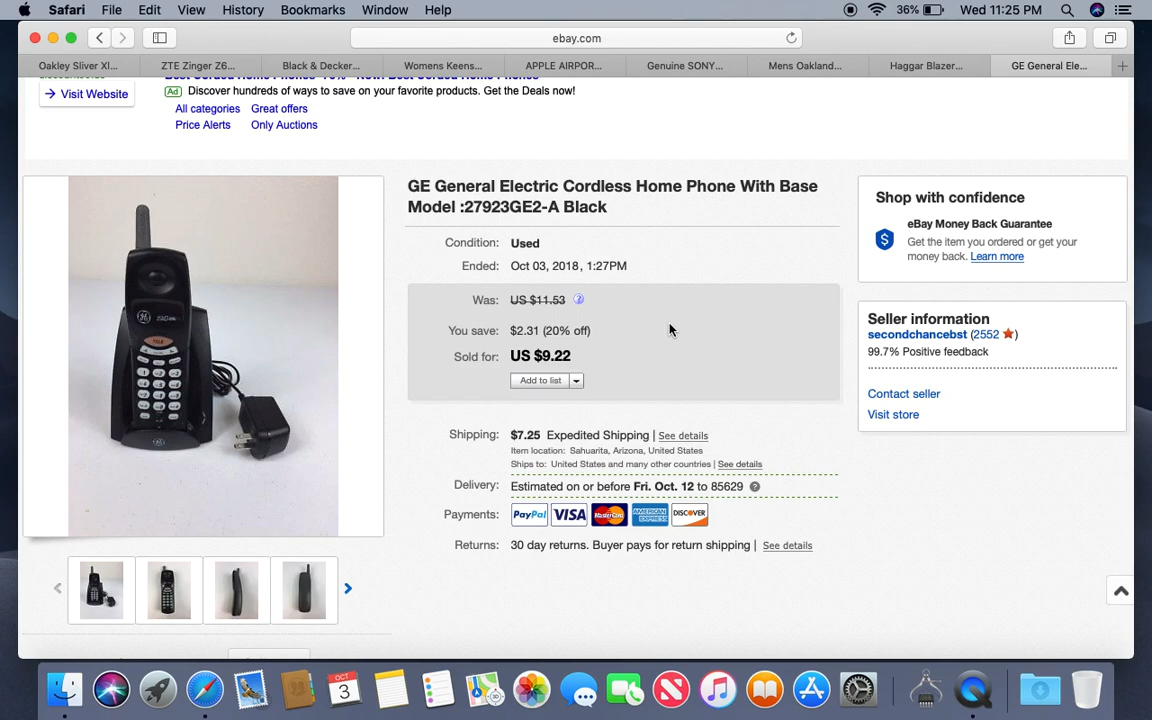 Safari File Edit View History Bookmarks Window Help 36% Wed 11:25 PM
ebay.com
Oakley Sliver Xl... ZTE Zinger Z6... Black & Decker... Womens Keens... APPLE AIRPOR... Genuine SONY... Mens Oakland... Haggar Blazer... GE General Ele...
Visit Website
Ad Discover hundreds of ways to save on your favorite products. Get the Deals now!
All categories Great offers
Price Alerts Only Auctions
GE General Electric Cordless Home Phone With Base
Model :27923GE2-A Black
Condition: Used
Ended: Oct 03, 2018, 1:27PM
Was: US $11.53
You save: $2.31 (20% off)
Sold for: US $9.22
Add to list
Shipping: $7.25 Expedited Shipping | See details
Item location: Sahuarita, Arizona, United States
Ships to: United States and many other countries | See details
Delivery: Estimated on or before Fri. Oct. 12 to 85629
Payments: PayPal VISA MasterCard AMERICAN EXPRESS DISCOVER
Returns: 30 day returns. Buyer pays for return shipping | See details
Shop with confidence
eBay Money Back Guarantee
Get the item you ordered or get your
money back. Learn more
Seller information
secondchancebst (2552)
99.7% Positive feedback
Contact seller
Visit store
OCT
3